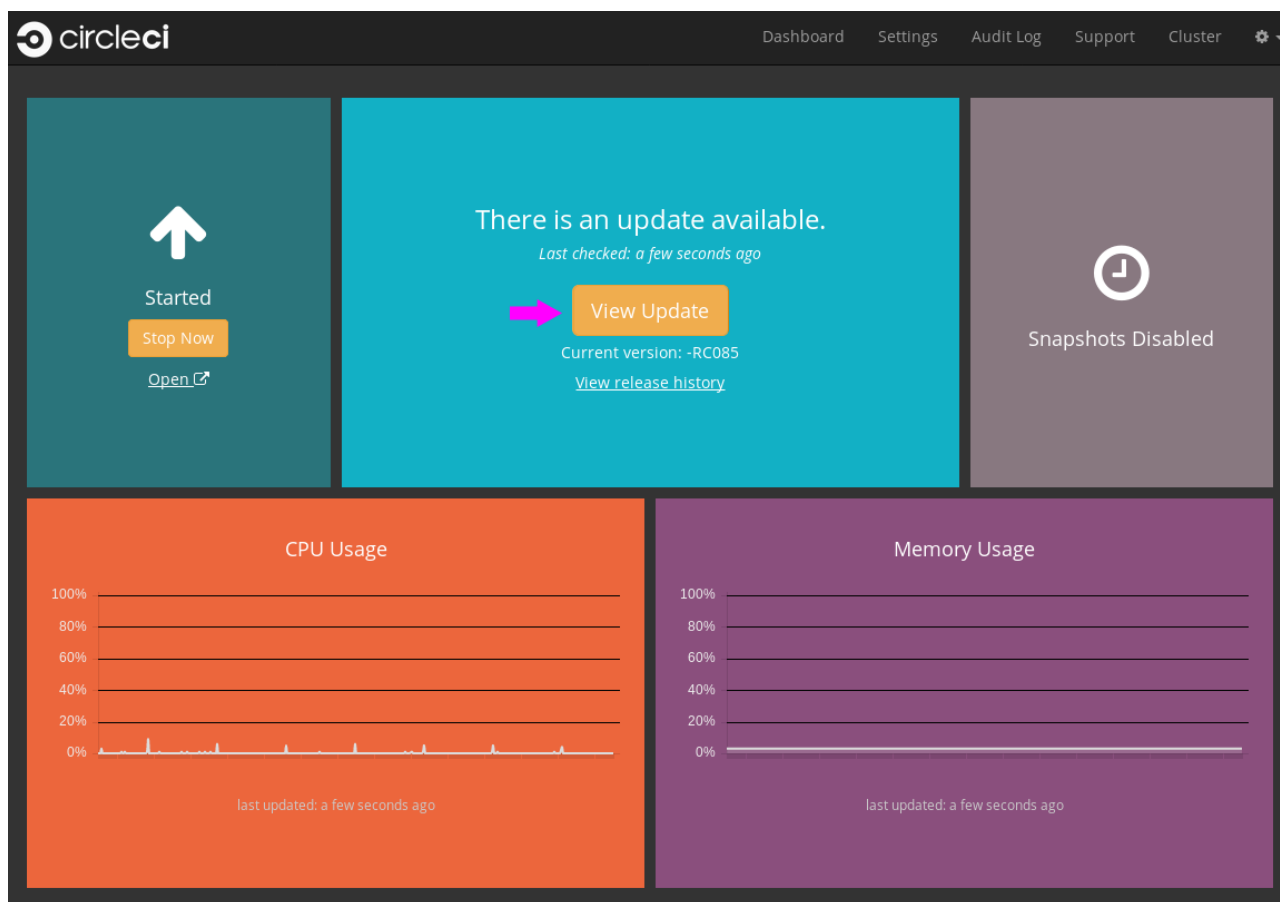 circleci
Dashboard Settings Audit Log Support Cluster
Started
Stop Now
Open
There is an update available.
Last checked: a few seconds ago
View Update
Current version: -RC085
View release history
Snapshots Disabled
CPU Usage
100%
80%
60%
40%
20%
0%
last updated: a few seconds ago
Memory Usage
100%
80%
60%
40%
20%
0%
last updated: a few seconds ago